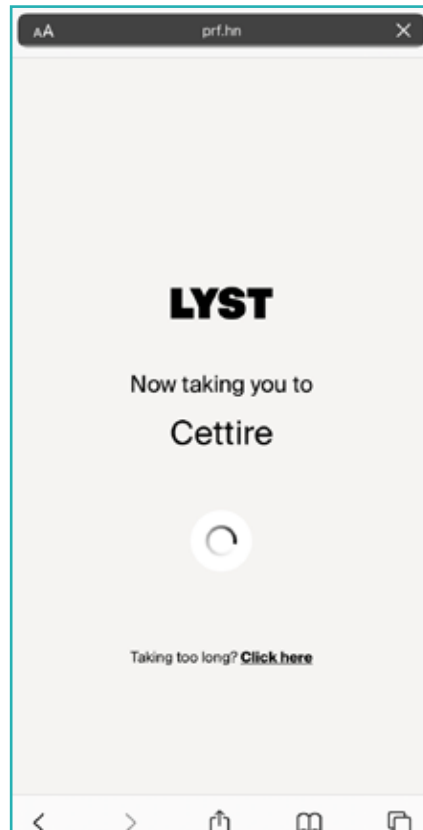 AA prf.hn
LYST
Now taking you to
Cettire
Taking too long? Click here